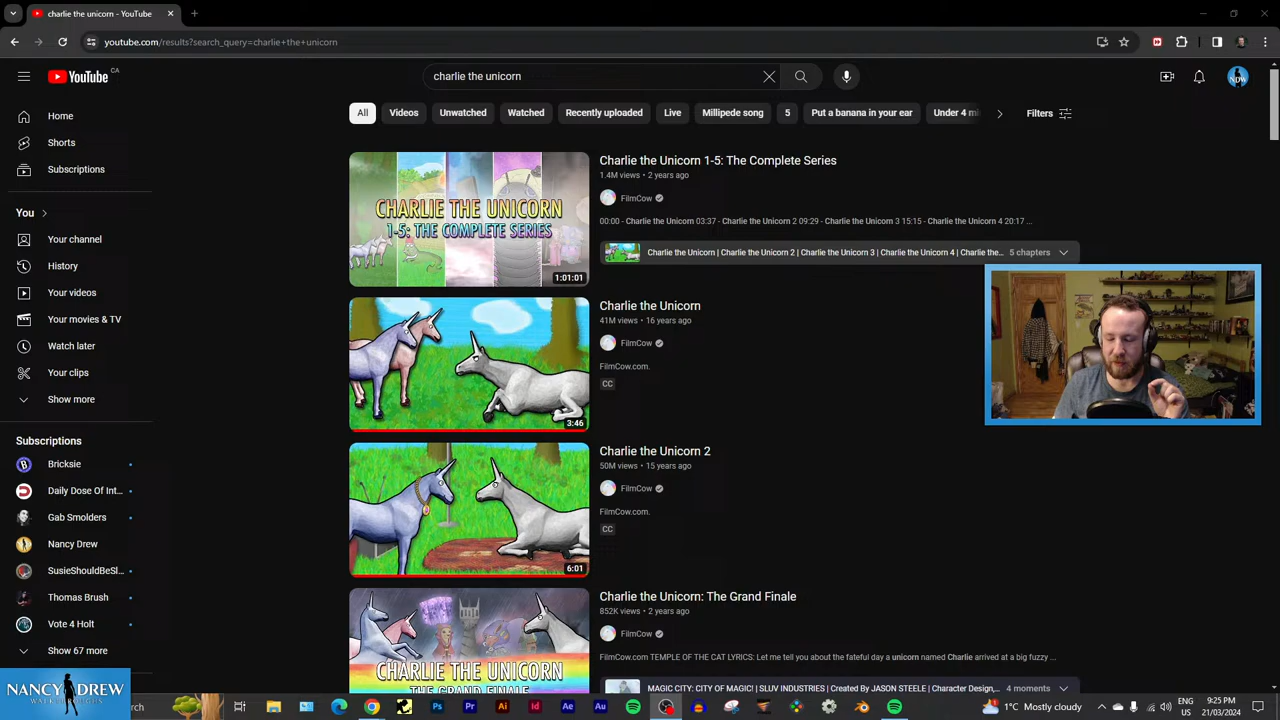 charlie the unicorn - YouTube
youtube.com/results?search_query=charlie+the+unicorn
YouTube CA
charlie the unicorn
NDW
All
Videos
Unwatched
Watched
Recently uploaded
Live
Millipede song
5
Put a banana in your ear
Under 4 mi
Filters
Home
Shorts
Subscriptions
You
Your channel
History
Your videos
Your movies & TV
Watch later
Your clips
Show more
Subscriptions
Bricksie
Daily Dose Of Int...
Gab Smolders
Nancy Drew
SusieShouldBeSl...
Thomas Brush
Vote 4 Holt
Show 67 more
CHARLIE THE UNICORN
1-5: THE COMPLETE SERIES
1:01:01
Charlie the Unicorn 1-5: The Complete Series
1.4M views • 2 years ago
FilmCow
00:00 - Charlie the Unicorn 03:37 - Charlie the Unicorn 2 09:29 - Charlie the Unicorn 3 15:15 - Charlie the Unicorn 4 20:17 ...
Charlie the Unicorn | Charlie the Unicorn 2 | Charlie the Unicorn 3 | Charlie the Unicorn 4 | Charlie the... 5 chapters
3:46
Charlie the Unicorn
41M views • 16 years ago
FilmCow
FilmCow.com.
CC
6:01
Charlie the Unicorn 2
50M views • 15 years ago
FilmCow
FilmCow.com.
CC
CHARLIE THE UNICORN
THE GRAND FINALE
Charlie the Unicorn: The Grand Finale
852K views • 2 years ago
FilmCow
FilmCow.com TEMPLE OF THE CAT LYRICS: Let me tell you about the fateful day a unicorn named Charlie arrived at a big fuzzy ...
MAGIC CITY: CITY OF MAGIC! | SLUV INDUSTRIES | Created By JASON STEELE | Character Design,... 4 moments
NANCY DREW
rch
Ps
Pr
Ai
Id
Ae
Au
1°C Mostly cloudy
ENG
US
9:25 PM
21/03/2024